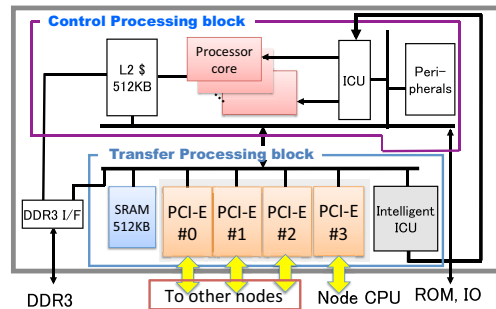 Control Processing block
L2 $
512KB
Processor
core
ICU
Peri-
pherals
Transfer Processing block
DDR3 I/F
SRAM
512KB
PCI-E
#0
PCI-E
#1
PCI-E
#2
PCI-E
#3
Intelligent
ICU
DDR3
To other nodes
Node CPU
ROM, IO